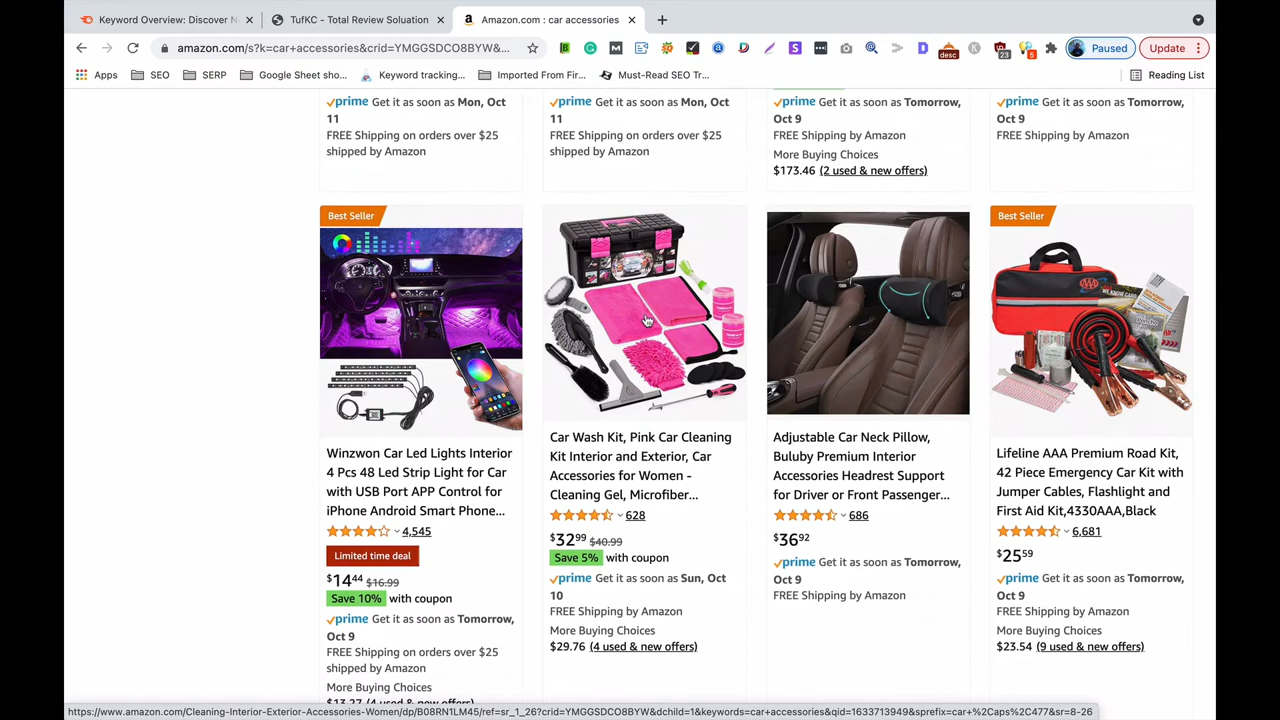 Keyword Overview: Discover N
TufKC - Total Review Soluation
Amazon.com : car accessories
amazon.com/s?k=car+accessories&crid=YMGGSDCO8BYW&...
desc
23
5
Paused
Update
Apps
SEO
SERP
Google Sheet sho...
Keyword tracking,...
Imported From Fir...
Must-Read SEO Tr...
Reading List
prime Get it as soon as Mon, Oct
11
FREE Shipping on orders over $25
shipped by Amazon
prime Get it as soon as Mon, Oct
11
FREE Shipping on orders over $25
shipped by Amazon
prime Get it as soon as Tomorrow,
Oct 9
FREE Shipping by Amazon
More Buying Choices
$173.46 (2 used & new offers)
prime Get it as soon as Tomorrow,
Oct 9
FREE Shipping by Amazon
Best Seller
Winzwon Car Led Lights Interior
4 Pcs 48 Led Strip Light for Car
with USB Port APP Control for
iPhone Android Smart Phone...
4,545
Limited time deal
$14.44 $16.99
Save 10% with coupon
prime Get it as soon as Tomorrow,
Oct 9
FREE Shipping on orders over $25
shipped by Amazon
More Buying Choices
$13.27 (4 used & new offers)
Car Wash Kit, Pink Car Cleaning
Kit Interior and Exterior, Car
Accessories for Women -
Cleaning Gel, Microfiber...
628
$32.99 $40.99
Save 5% with coupon
prime Get it as soon as Sun, Oct
10
FREE Shipping by Amazon
More Buying Choices
$29.76 (4 used & new offers)
Adjustable Car Neck Pillow,
Buluby Premium Interior
Accessories Headrest Support
for Driver or Front Passenger...
686
$36.92
prime Get it as soon as Tomorrow,
Oct 9
FREE Shipping by Amazon
Best Seller
AAA
Lifeline AAA Premium Road Kit,
42 Piece Emergency Car Kit with
Jumper Cables, Flashlight and
First Aid Kit,4330AAA,Black
6,681
$25.59
prime Get it as soon as Tomorrow,
Oct 9
FREE Shipping by Amazon
More Buying Choices
$23.54 (9 used & new offers)
https://www.amazon.com/Cleaning-Interior-Exterior-Accessories-Women/dp/B08RN1LM45/ref=sr_1_26?crid=YMGGSDCO8BYW&dchild=1&keywords=car+accessories&qid=1633713949&sprefix=car+%2Caps%2C477&sr=8-26